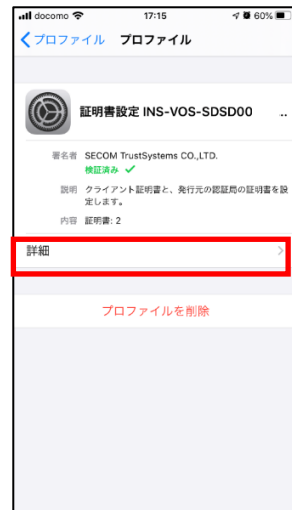 docomo 17:15 60%
プロファイル プロファイル
証明書設定 INS-VOS-SDSD00 ..
署名者 SECOM TrustSystems CO.,LTD.
検証済み ✓
説明 クライアント証明書と、発行元の認証局の証明書を設
定します。
内容 証明書: 2
詳細
プロファイルを削除